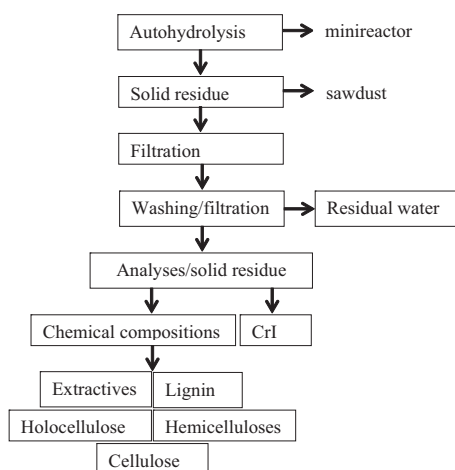 Autohydrolysis
minireactor
Solid residue
sawdust
Filtration
Washing/filtration
Residual water
Analyses/solid residue
Chemical compositions
CrI
Extractives
Lignin
Holocellulose
Hemicelluloses
Cellulose